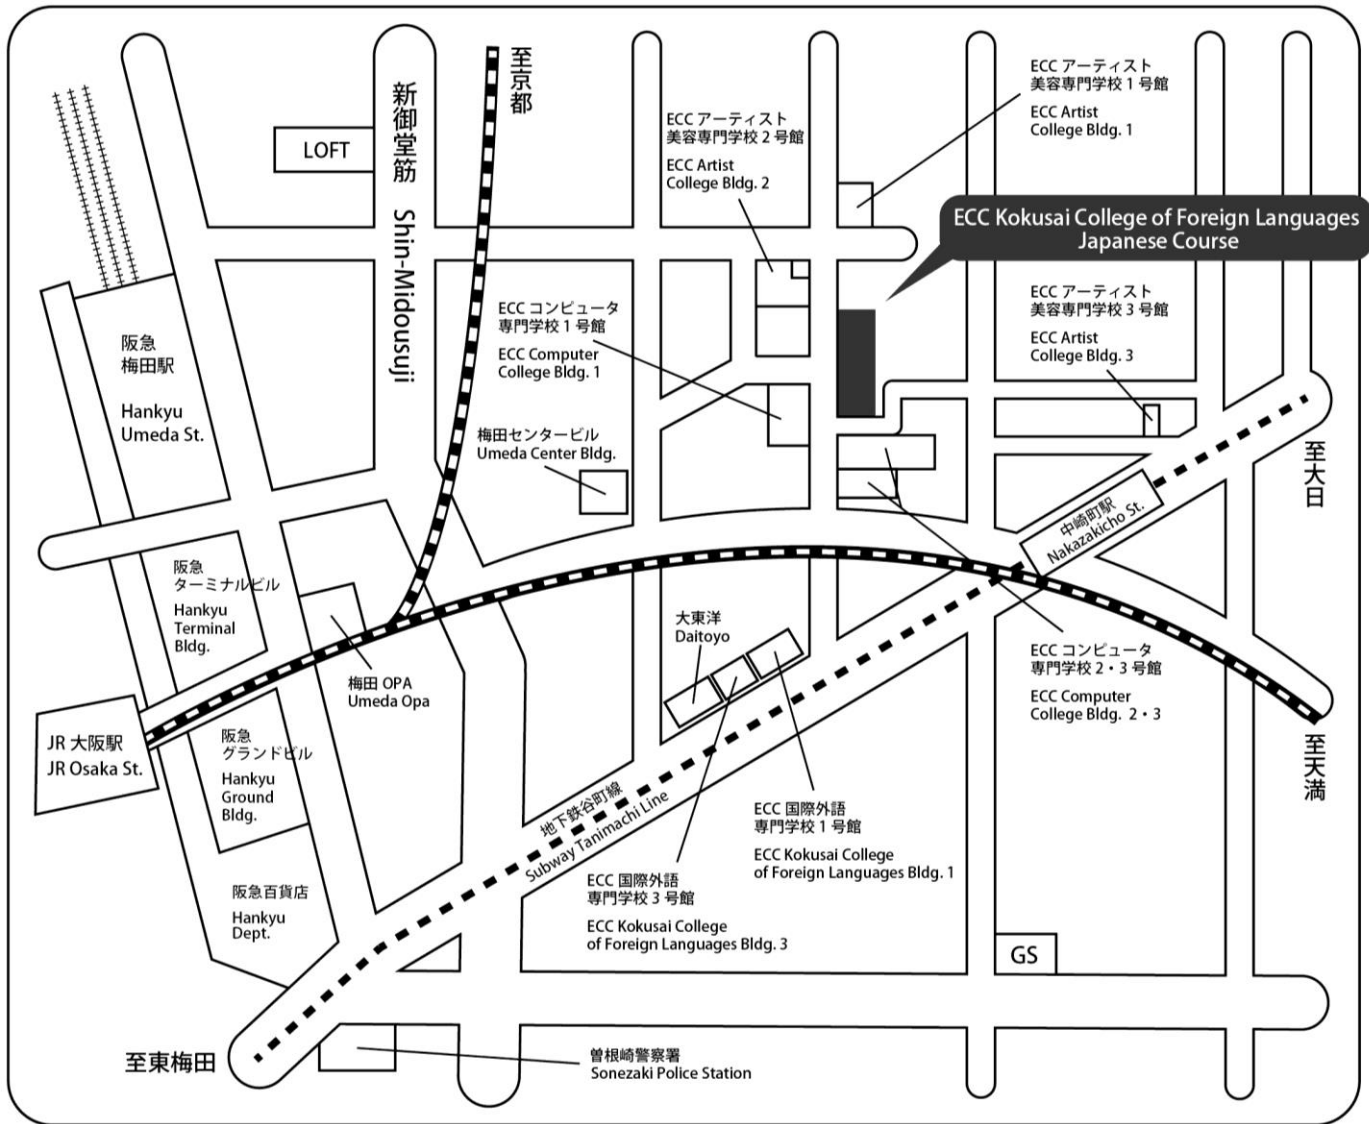 至京都
新御堂筋 Shin-Midousuji
LOFT
ECC アーティスト
美容専門学校 2 号館
ECC Artist
College Bldg. 2
ECC アーティスト
美容専門学校 1 号館
ECC Artist
College Bldg. 1
ECC Kokusai College of Foreign Languages
Japanese Course
ECC アーティスト
美容専門学校 3 号館
ECC Artist
College Bldg. 3
ECC コンピュータ
専門学校 1 号館
ECC Computer
College Bldg. 1
阪急
梅田駅
Hankyu
Umeda St.
梅田センタービル
Umeda Center Bldg.
至大日
中崎町駅
Nakazakicho St.
阪急
ターミナルビル
Hankyu
Terminal
Bldg.
大東洋
Daitoyo
梅田 OPA
Umeda Opa
ECC コンピュータ
専門学校 2・3 号館
ECC Computer
College Bldg. 2・3
JR 大阪駅
JR Osaka St.
阪急
グランドビル
Hankyu
Ground
Bldg.
至天満
地下鉄谷町線
Subway Tanimachi Line
ECC 国際外語
専門学校 1 号館
ECC Kokusai College
of Foreign Languages Bldg. 1
ECC 国際外語
専門学校 3 号館
ECC Kokusai College
of Foreign Languages Bldg. 3
阪急百貨店
Hankyu
Dept.
GS
至東梅田
曽根崎警察署
Sonezaki Police Station